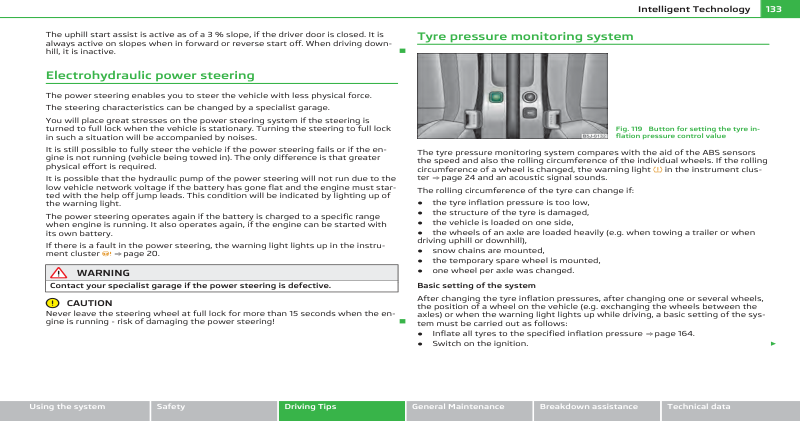 Intelligent Technology 133
The uphill start assist is active as of a 3 % slope, if the driver door is closed. It is
always active on slopes when in forward or reverse start off. When driving down-
hill, it is inactive.
Electrohydraulic power steering
The power steering enables you to steer the vehicle with less physical force.
The steering characteristics can be changed by a specialist garage.
You will place great stresses on the power steering system if the steering is
turned to full lock when the vehicle is stationary. Turning the steering to full lock
in such a situation will be accompanied by noises.
It is still possible to fully steer the vehicle if the power steering fails or if the en-
gine is not running (vehicle being towed in). The only difference is that greater
physical effort is required.
It is possible that the hydraulic pump of the power steering will not run due to the
low vehicle network voltage if the battery has gone flat and the engine must star-
ted with the help off jump leads. This condition will be indicated by lighting up of
the warning light.
The power steering operates again if the battery is charged to a specific range
when engine is running. It also operates again, if the engine can be started with
its own battery.
If there is a fault in the power steering, the warning light lights up in the instru-
ment cluster ⇒ page 20.
WARNING
Contact your specialist garage if the power steering is defective.
CAUTION
Never leave the steering wheel at full lock for more than 15 seconds when the en-
gine is running - risk of damaging the power steering!
Tyre pressure monitoring system
Fig. 119 Button for setting the tyre in-
flation pressure control value
The tyre pressure monitoring system compares with the aid of the ABS sensors
the speed and also the rolling circumference of the individual wheels. If the rolling
circumference of a wheel is changed, the warning light in the instrument clus-
ter ⇒ page 24 and an acoustic signal sounds.
The rolling circumference of the tyre can change if:
● the tyre inflation pressure is too low,
● the structure of the tyre is damaged,
● the vehicle is loaded on one side,
● the wheels of an axle are loaded heavily (e.g. when towing a trailer or when
driving uphill or downhill),
● snow chains are mounted,
● the temporary spare wheel is mounted,
● one wheel per axle was changed.
Basic setting of the system
After changing the tyre inflation pressures, after changing one or several wheels,
the position of a wheel on the vehicle (e.g. exchanging the wheels between the
axles) or when the warning light lights up while driving, a basic setting of the sys-
tem must be carried out as follows:
● Inflate all tyres to the specified inflation pressure ⇒ page 164.
● Switch on the ignition.
Using the system
Safety
Driving Tips
General Maintenance
Breakdown assistance
Technical data